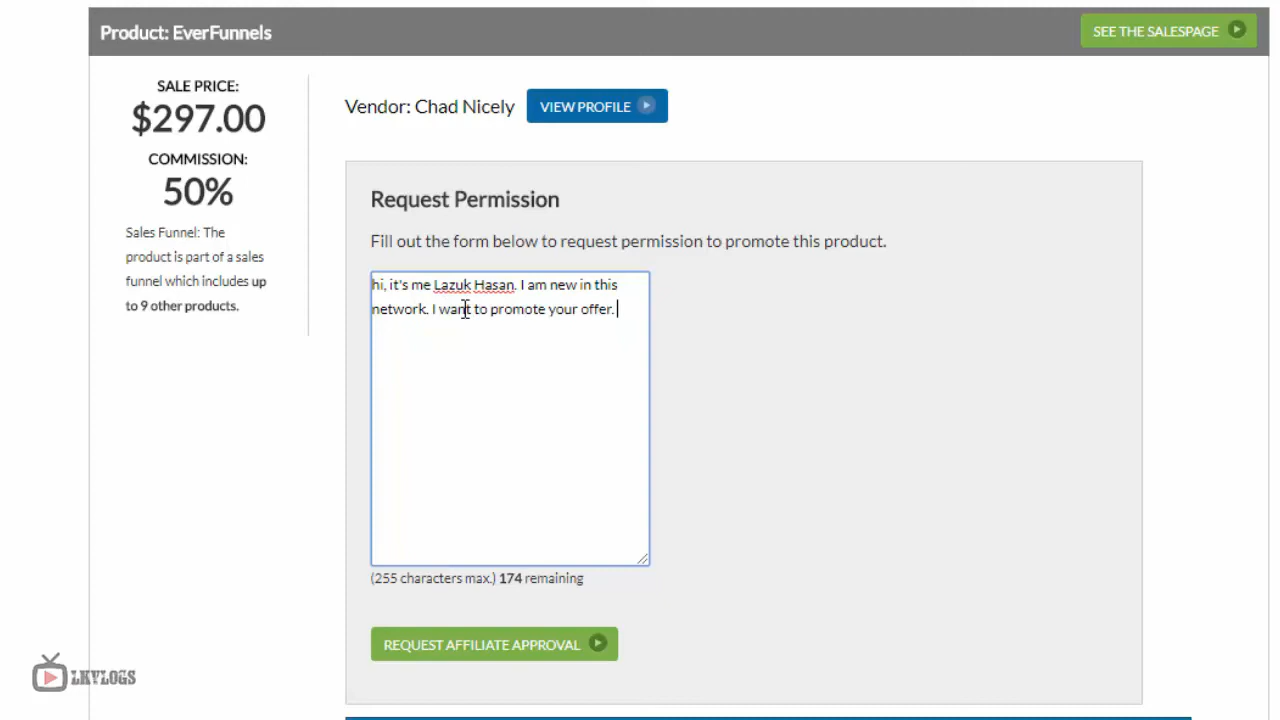 Product: EverFunnels
SEE THE SALESPAGE
SALE PRICE:
$297.00
COMMISSION:
50%
Sales Funnel: The
product is part of a sales
funnel which includes up
to 9 other products.
Vendor: Chad Nicely
VIEW PROFILE
Request Permission
Fill out the form below to request permission to promote this product.
hi, it's me Lazuk Hasan. I am new in this
network. I want to promote your offer.
(255 characters max.) 174 remaining
REQUEST AFFILIATE APPROVAL
LKVLOGS